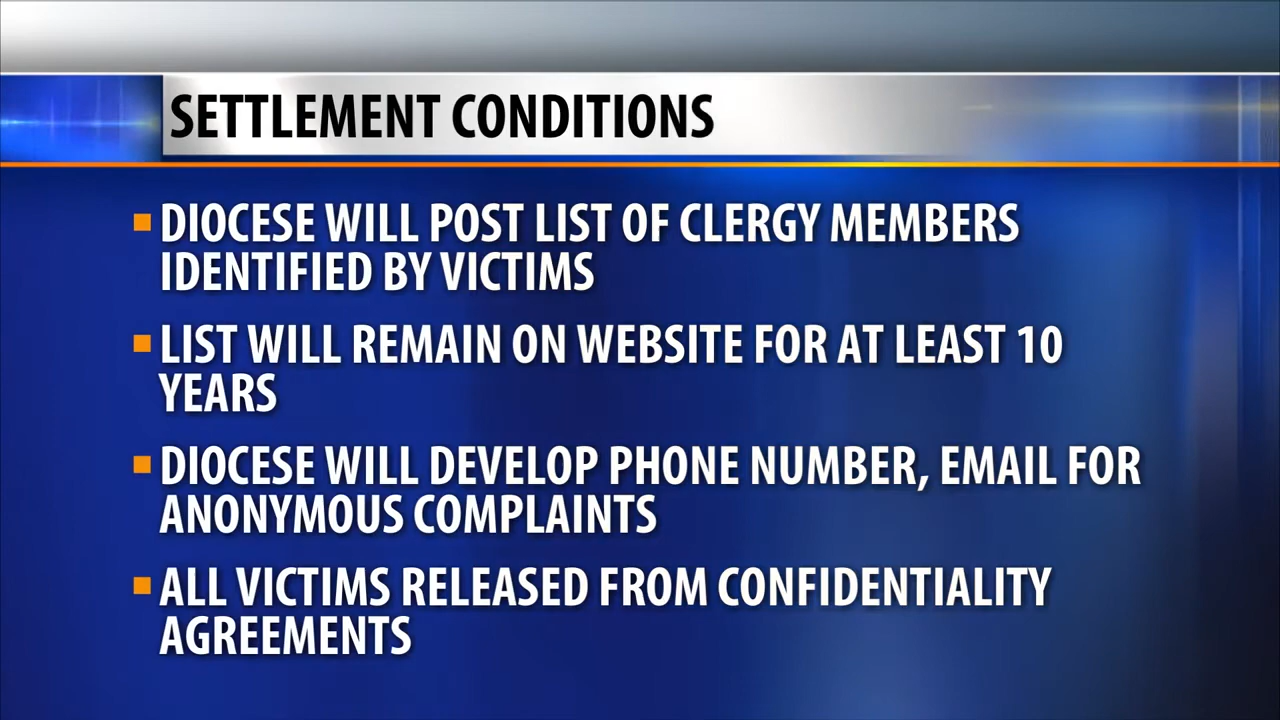 SETTLEMENT CONDITIONS
DIOCESE WILL POST LIST OF CLERGY MEMBERS
IDENTIFIED BY VICTIMS
LIST WILL REMAIN ON WEBSITE FOR AT LEAST 10
YEARS
DIOCESE WILL DEVELOP PHONE NUMBER, EMAIL FOR
ANONYMOUS COMPLAINTS
ALL VICTIMS RELEASED FROM CONFIDENTIALITY
AGREEMENTS